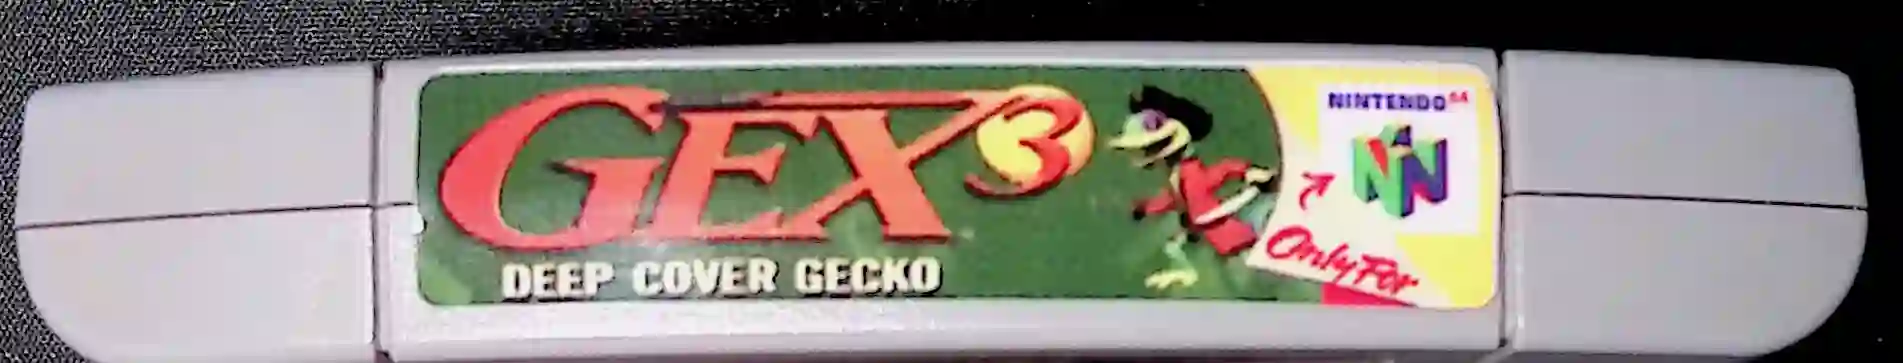 GEX3
DEEP COVER GECKO
NINTENDO64
Only For